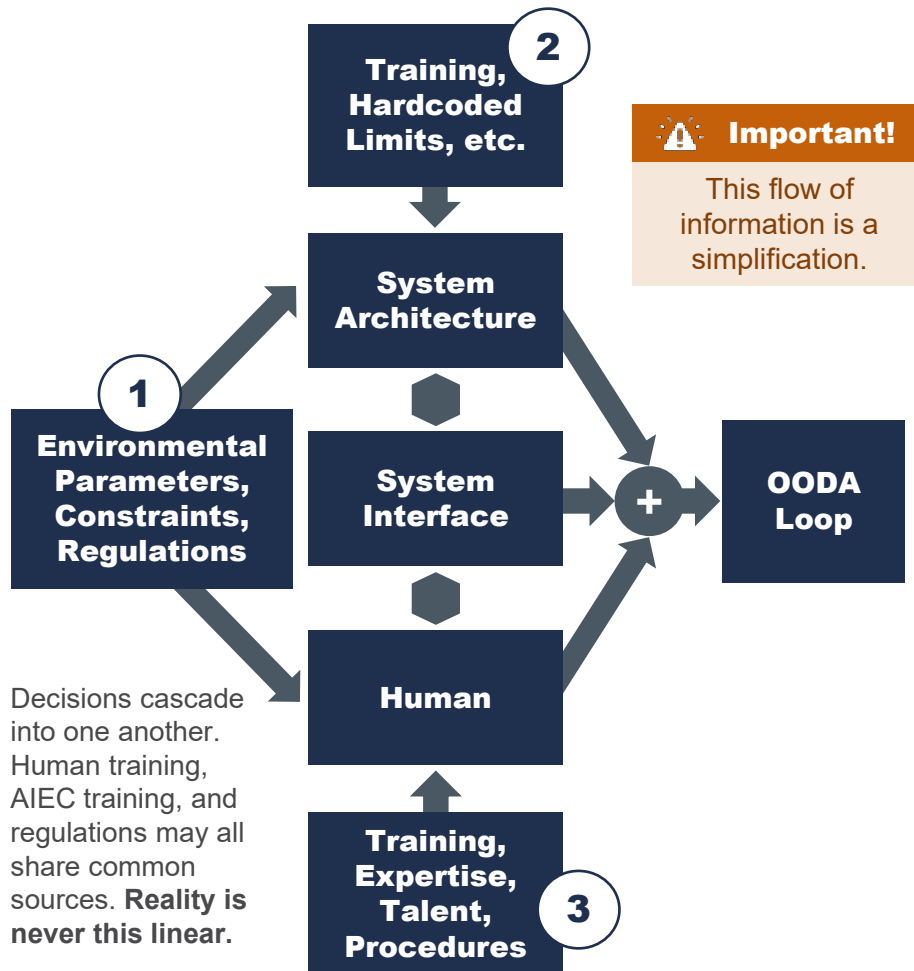 2
Training,
Hardcoded
Limits, etc.
Important!
This flow of
information is a
simplification.
System
Architecture
1
Environmental
Parameters,
Constraints,
Regulations
System
Interface
+
OODA
Loop
Human
Decisions cascade
into one another.
Human training,
AIEC training, and
regulations may all
share common
sources. Reality is
never this linear.
Training,
Expertise,
Talent,
Procedures
3